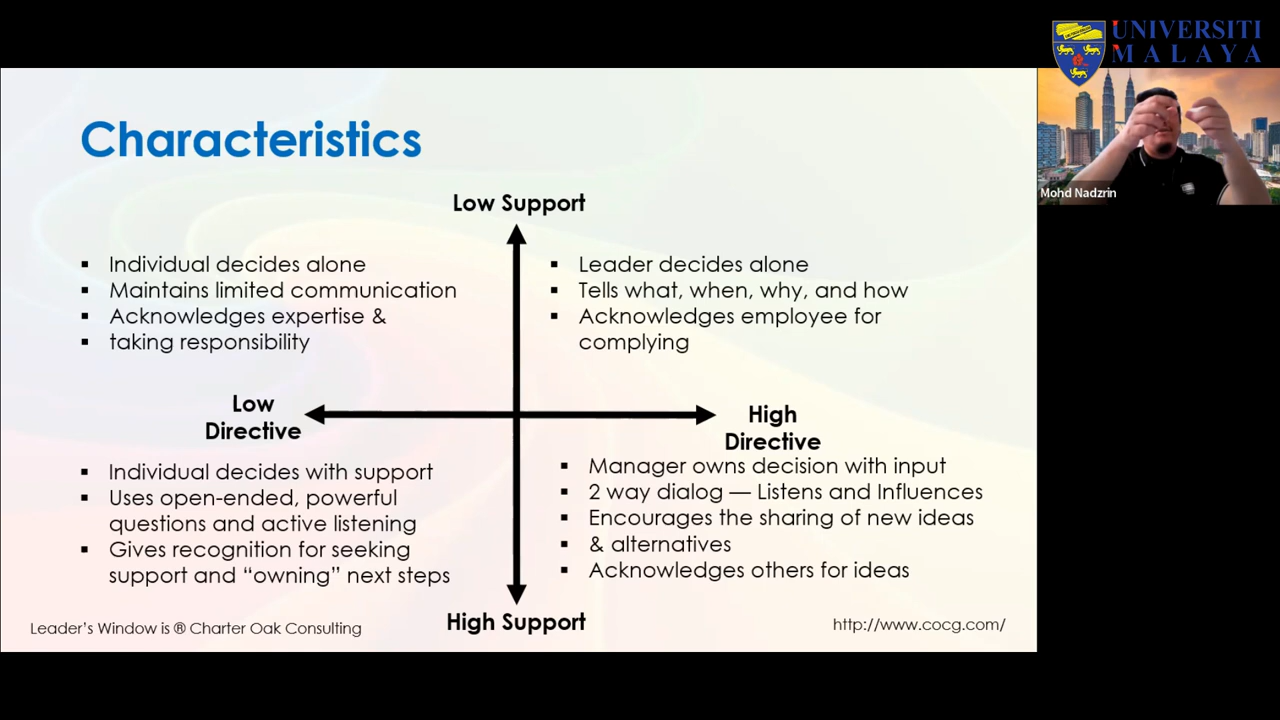 UNIVERSITI
MALAYA
Mohd Nadzrin
Characteristics
Low Support
▪ Individual decides alone
▪ Maintains limited communication
▪ Acknowledges expertise &
▪ taking responsibility
▪ Leader decides alone
▪ Tells what, when, why, and how
▪ Acknowledges employee for
complying
Low
Directive
High
Directive
▪ Individual decides with support
▪ Uses open-ended, powerful
questions and active listening
▪ Gives recognition for seeking
support and “owning” next steps
▪ Manager owns decision with input
▪ 2 way dialog — Listens and Influences
▪ Encourages the sharing of new ideas
▪ & alternatives
▪ Acknowledges others for ideas
High Support
Leader’s Window is ® Charter Oak Consulting
http://www.cocg.com/